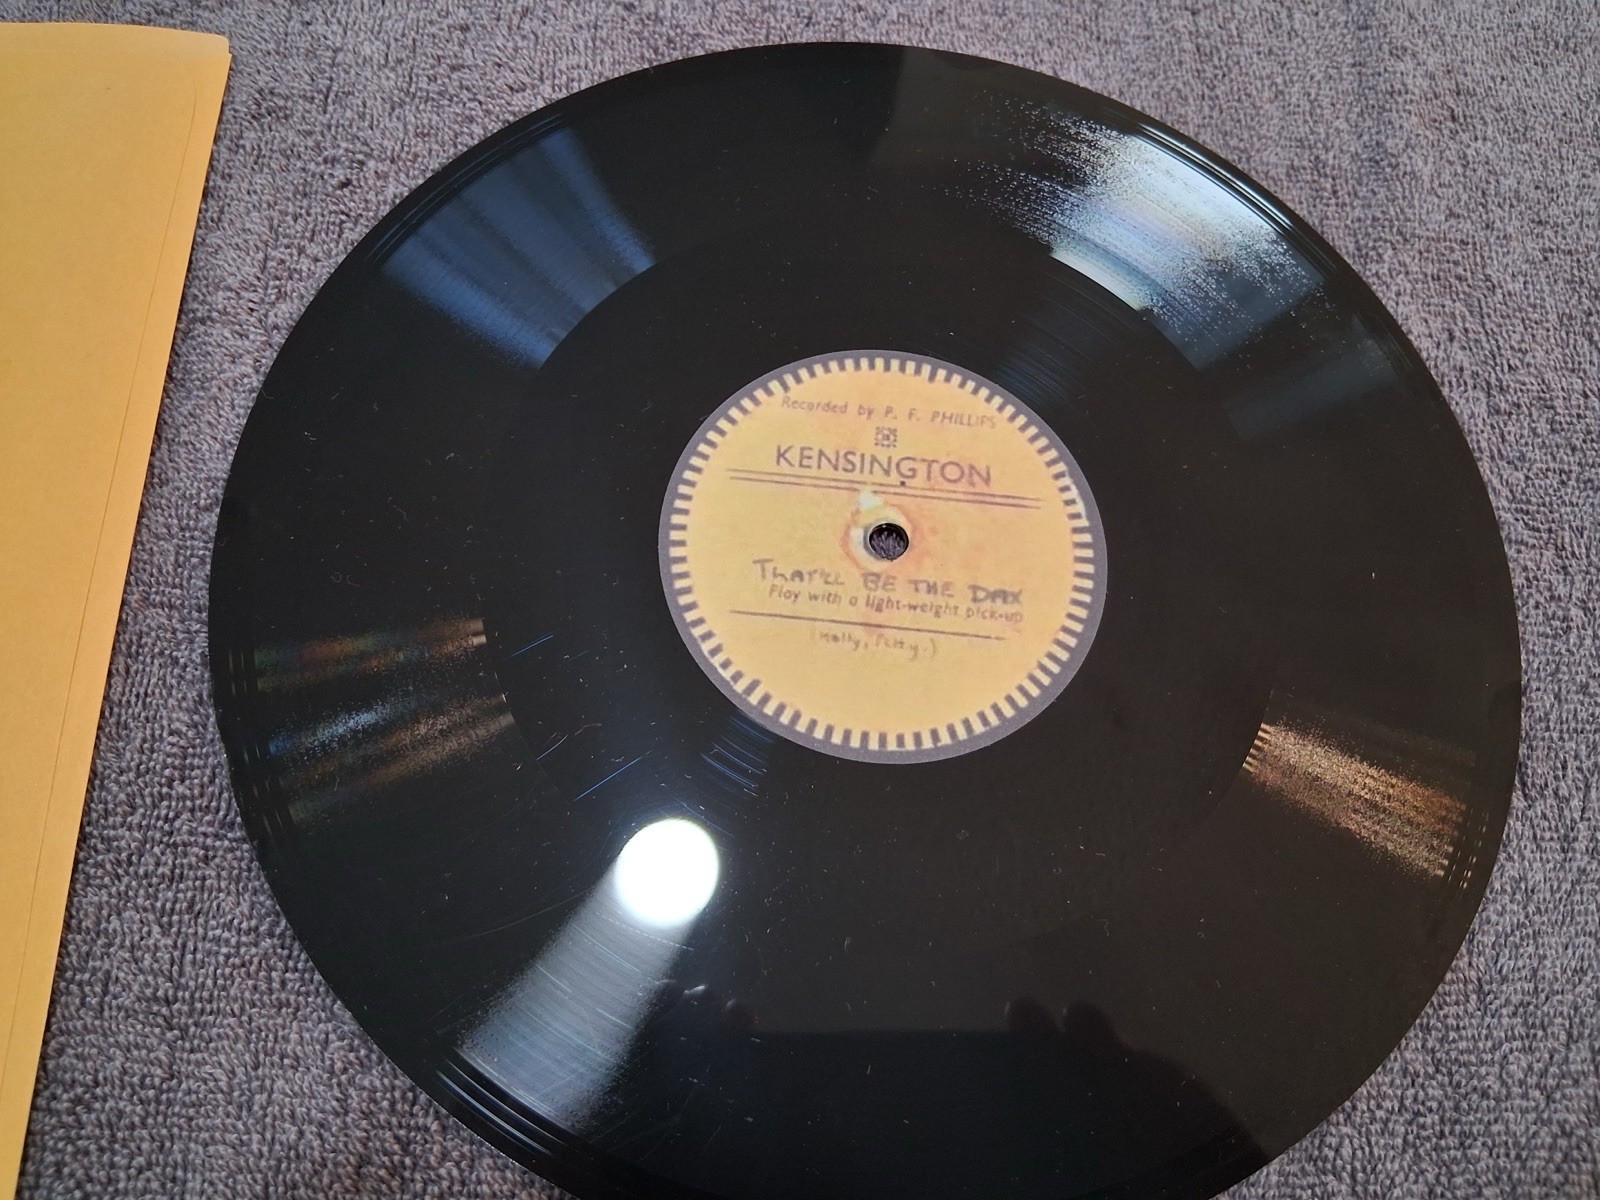 Recorded by P. F. PHILLIPS
KENSINGTON
THAT'LL BE THE DAY
Play with a light-weight pick-up
(Holly, Petty.)